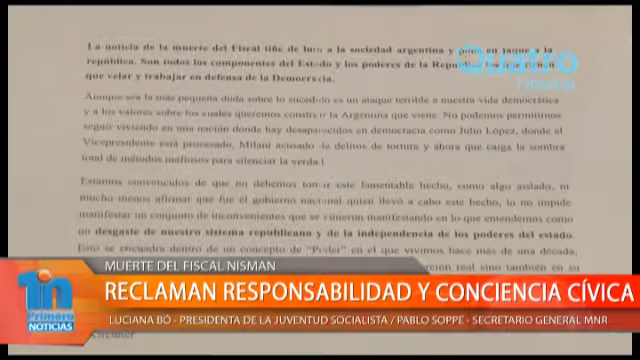 La noticia de la muerte del Fiscal tiñe de luto a la sociedad argentina y pone en jaque a la
república. Son todos los componentes del Estado y los poderes de la República los que tienen
que velar y trabajar en defensa de la Democracia.
Aunque sea la más pequeña duda sobre lo sucedido es un ataque terrible a nuestra vida democrática
y a los valores sobre los cuales queremos construir la Argentina que viene. No podemos permitirnos
seguir viviendo en una nación donde hay desaparecidos en democracia como Julio López, donde el
Vicepresidente está procesado, Milani acusado de delitos de tortura y ahora que caiga la sombra
de métodos mafiosos para silenciar la verdad
Estamos convencidos de que no debemos tomar este lamentable hecho, como algo aislado, ni
mucho menos afirmar que fue el gobierno nacional quien llevó a cabo este hecho, lo no impide
manifestar un conjunto de inconvenientes que se vinieron manifestando en lo que entendemos como
un desgaste de nuestro sistema republicano y de la independencia de los poderes del estado.
Esto se encuadra dentro de un concepto de "Poder" en el que vivimos hace más de una década,
real sino también en su
Quatro
MUERTE DEL FISCAL NISMAN
RECLAMAN RESPONSABILIDAD Y CONCIENCIA CÍVICA
1n Primero NOTICIAS
LUCIANA BÓ - PRESIDENTA DE LA JUVENTUD SOCIALISTA / PABLO SOPPE - SECRETARIO GENERAL MNR